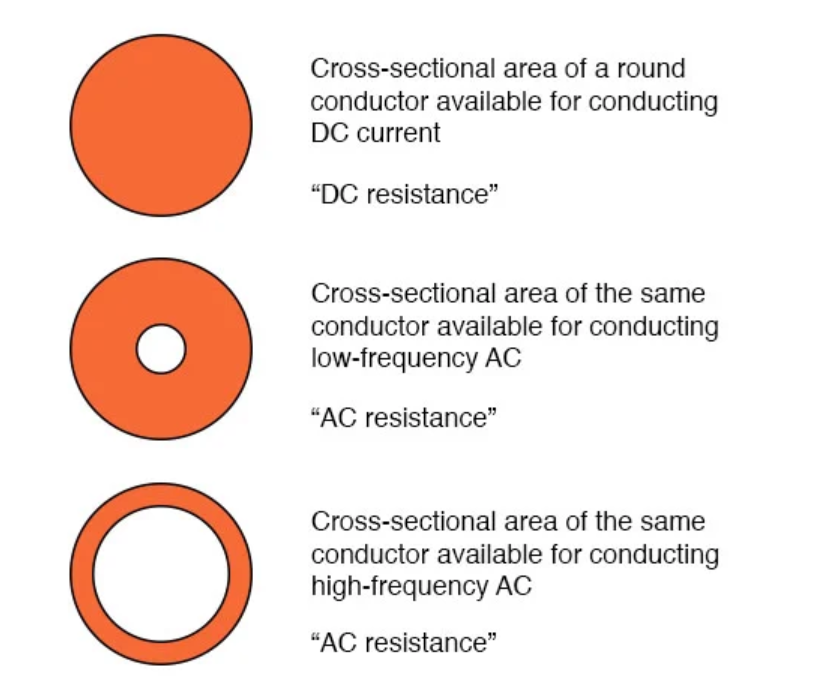 Cross-sectional area of a round
conductor available for conducting
DC current
“DC resistance”
Cross-sectional area of the same
conductor available for conducting
low-frequency AC
“AC resistance”
Cross-sectional area of the same
conductor available for conducting
high-frequency AC
“AC resistance”